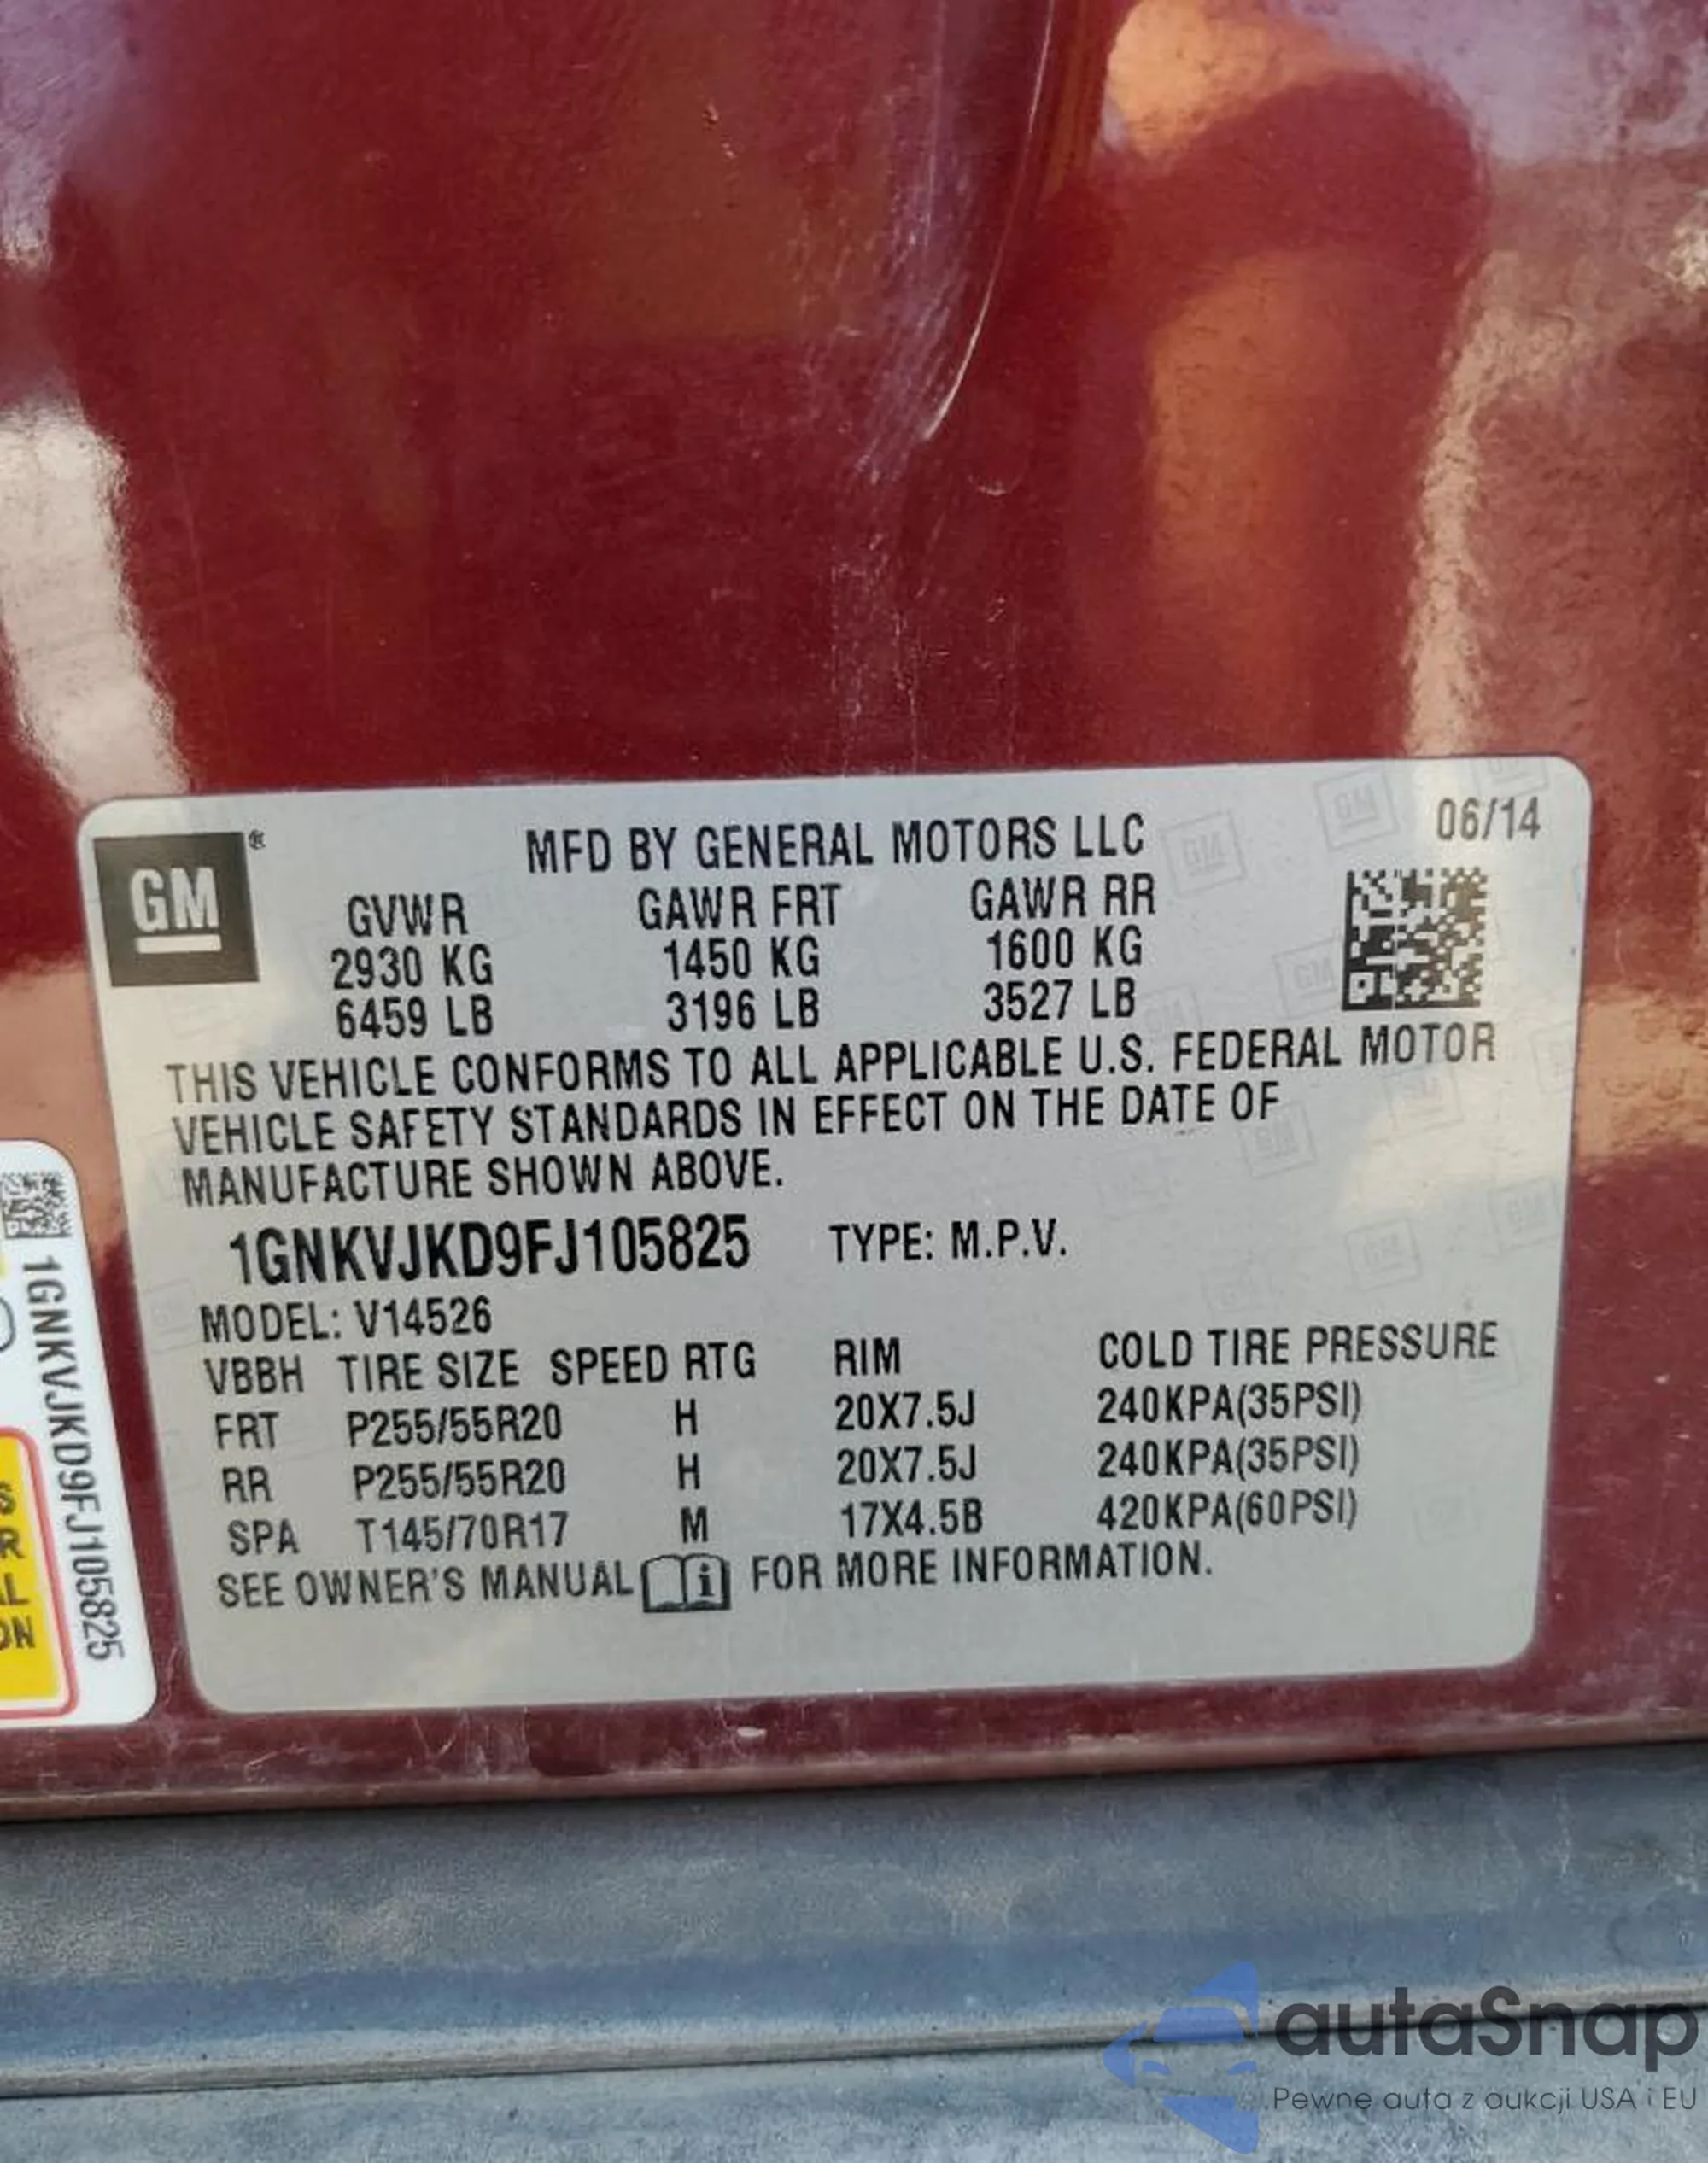 GM ®
MFD BY GENERAL MOTORS LLC 06/14
GVWR GAWR FRT GAWR RR
2930 KG 1450 KG 1600 KG
6459 LB 3196 LB 3527 LB
THIS VEHICLE CONFORMS TO ALL APPLICABLE U.S. FEDERAL MOTOR
VEHICLE SAFETY STANDARDS IN EFFECT ON THE DATE OF
MANUFACTURE SHOWN ABOVE.
1GNKVJKD9FJ105825 TYPE: M.P.V.
MODEL: V14526
VBBH TIRE SIZE SPEED RTG RIM COLD TIRE PRESSURE
FRT P255/55R20 H 20X7.5J 240KPA(35PSI)
RR P255/55R20 H 20X7.5J 240KPA(35PSI)
SPA T145/70R17 M 17X4.5B 420KPA(60PSI)
SEE OWNER'S MANUAL i FOR MORE INFORMATION.
1GNKVJKD9FJ105825
autaSnap
Pewne auta z aukcji USA i EU